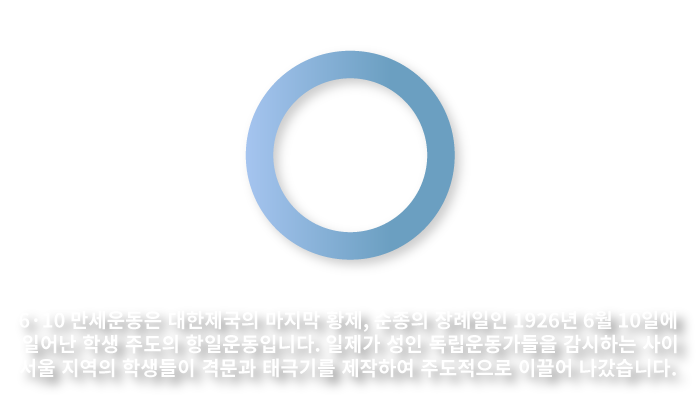 6·10 만세운동은 대한제국의 마지막 황제, 순종의 장례일인 1926년 6월 10일에
일어난 학생 주도의 항일운동입니다. 일제가 성인 독립운동가들을 감시하는 사이
서울 지역의 학생들이 격문과 태극기를 제작하여 주도적으로 이끌어 나갔습니다.